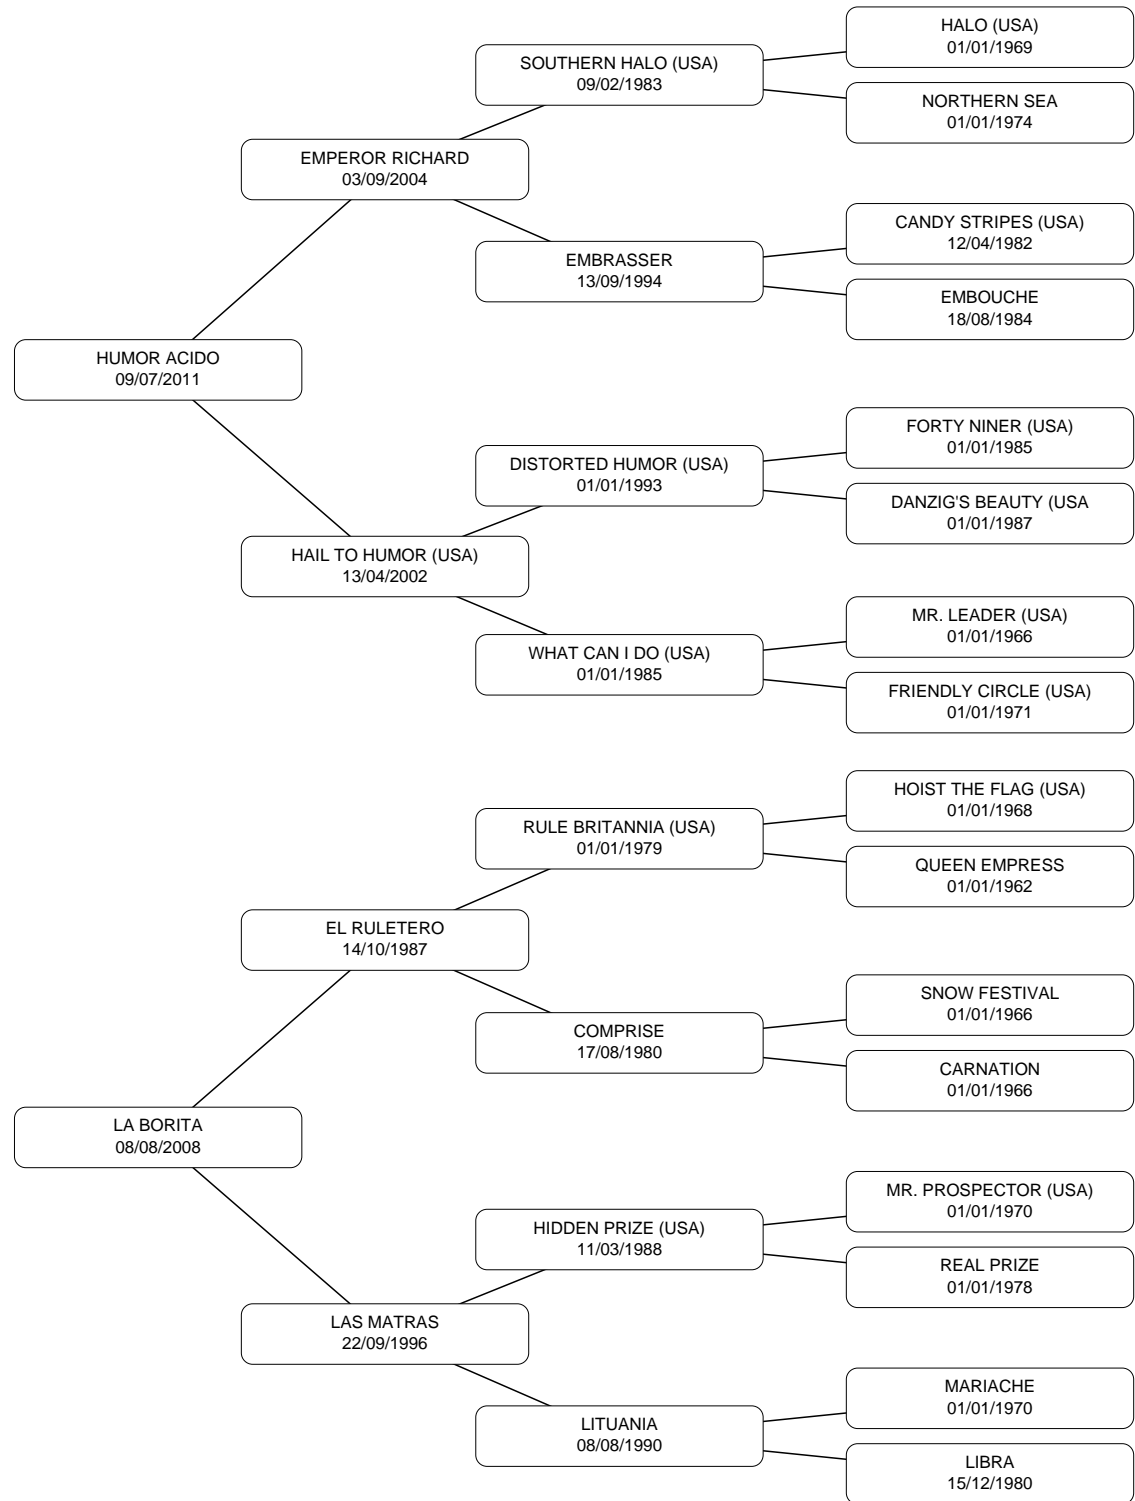 HALO (USA)
01/01/1969
SOUTHERN HALO (USA)
09/02/1983
NORTHERN SEA
01/01/1974
EMPEROR RICHARD
03/09/2004
CANDY STRIPES (USA)
12/04/1982
EMBRASSER
13/09/1994
EMBOUCHE
18/08/1984
HUMOR ACIDO
09/07/2011
FORTY NINER (USA)
01/01/1985
DISTORTED HUMOR (USA)
01/01/1993
DANZIG'S BEAUTY (USA
01/01/1987
HAIL TO HUMOR (USA)
13/04/2002
MR. LEADER (USA)
01/01/1966
WHAT CAN I DO (USA)
01/01/1985
FRIENDLY CIRCLE (USA)
01/01/1971
HOIST THE FLAG (USA)
01/01/1968
RULE BRITANNIA (USA)
01/01/1979
QUEEN EMPRESS
01/01/1962
EL RULETERO
14/10/1987
SNOW FESTIVAL
01/01/1966
COMPRISE
17/08/1980
CARNATION
01/01/1966
LA BORITA
08/08/2008
MR. PROSPECTOR (USA)
01/01/1970
HIDDEN PRIZE (USA)
11/03/1988
REAL PRIZE
01/01/1978
LAS MATRAS
22/09/1996
MARIACHE
01/01/1970
LITUANIA
08/08/1990
LIBRA
15/12/1980